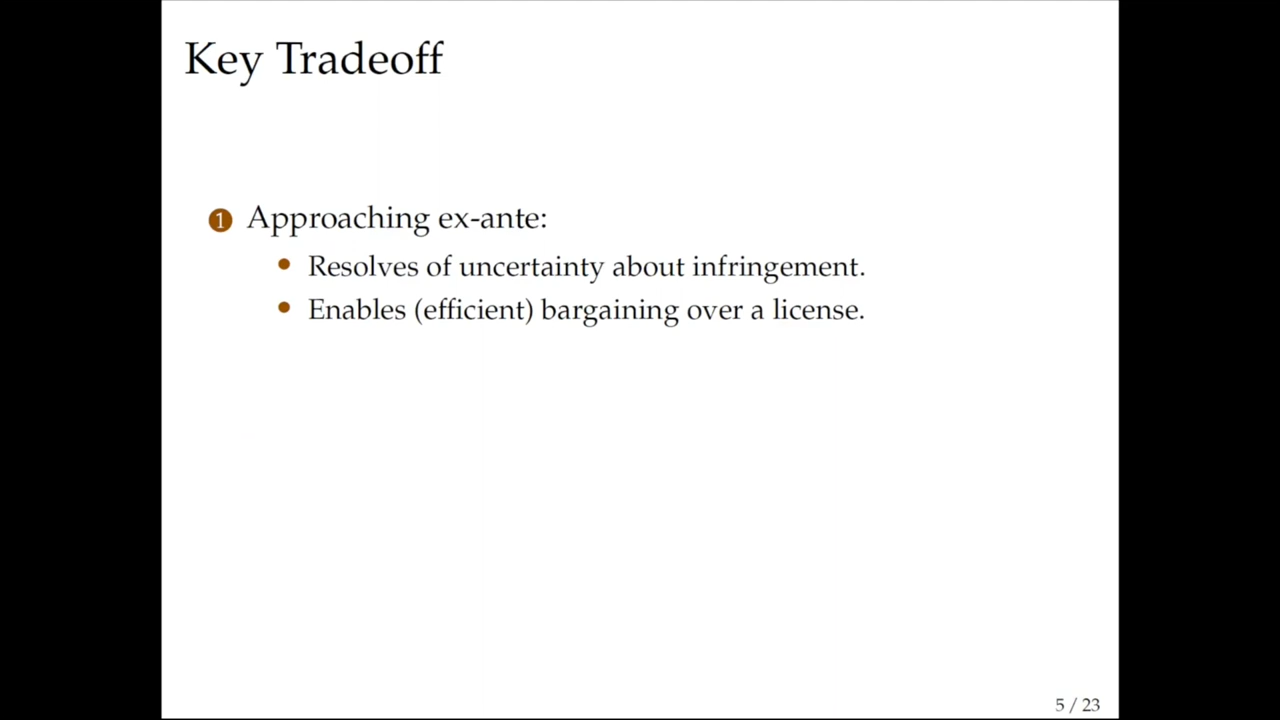 Key Tradeoff
1 Approaching ex-ante:
• Resolves of uncertainty about infringement.
• Enables (efficient) bargaining over a license.
5 / 23